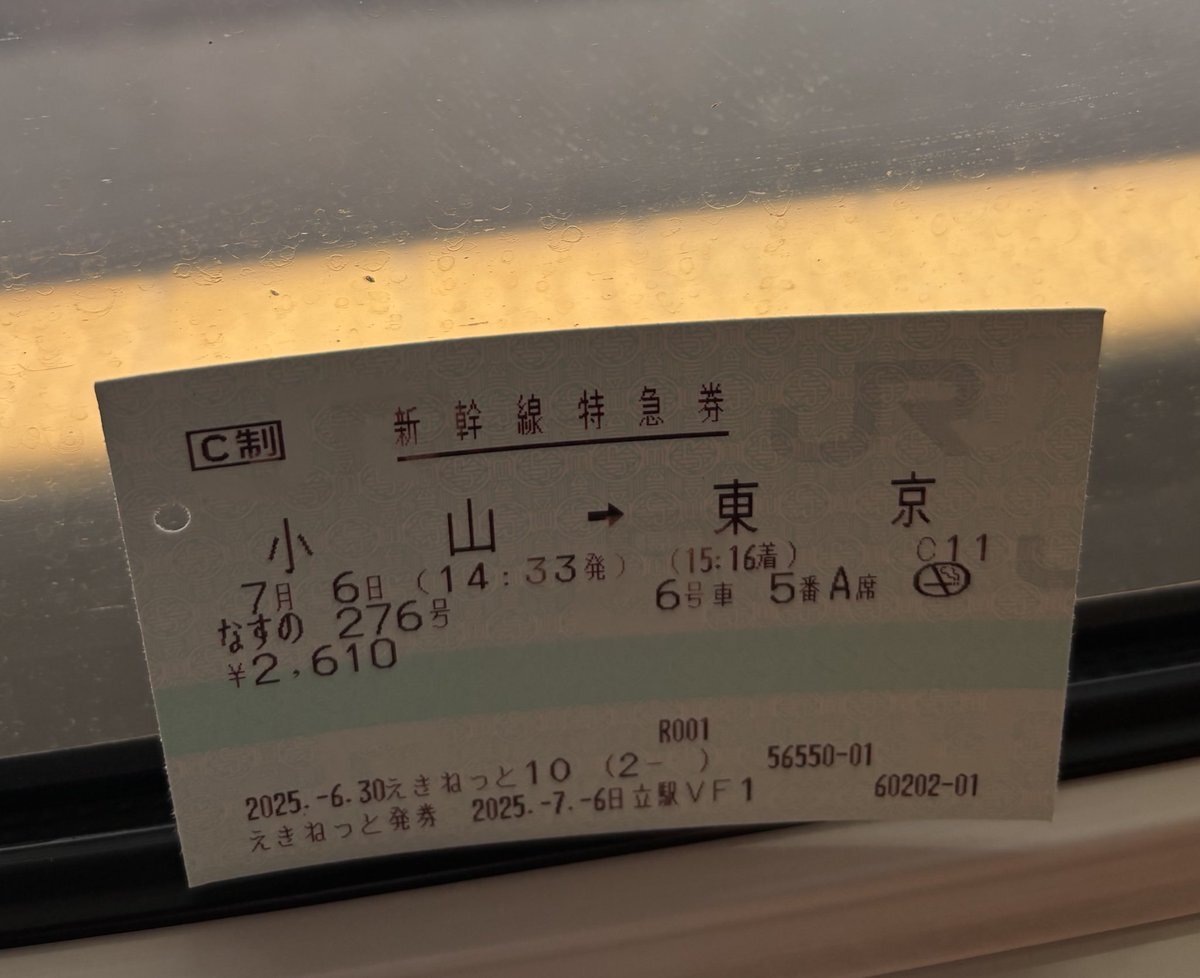 C制 新幹線特急券
JR
小山 → 東京
7月 6日 (14:33発) (15:16着) C11
なすの 276号 6号車 5番A席
¥2,610
R001
2025.-6.30えきねっと10 (2- ) 56550-01
えきねっと発券 2025.-7.-6日立駅VF1 60202-01